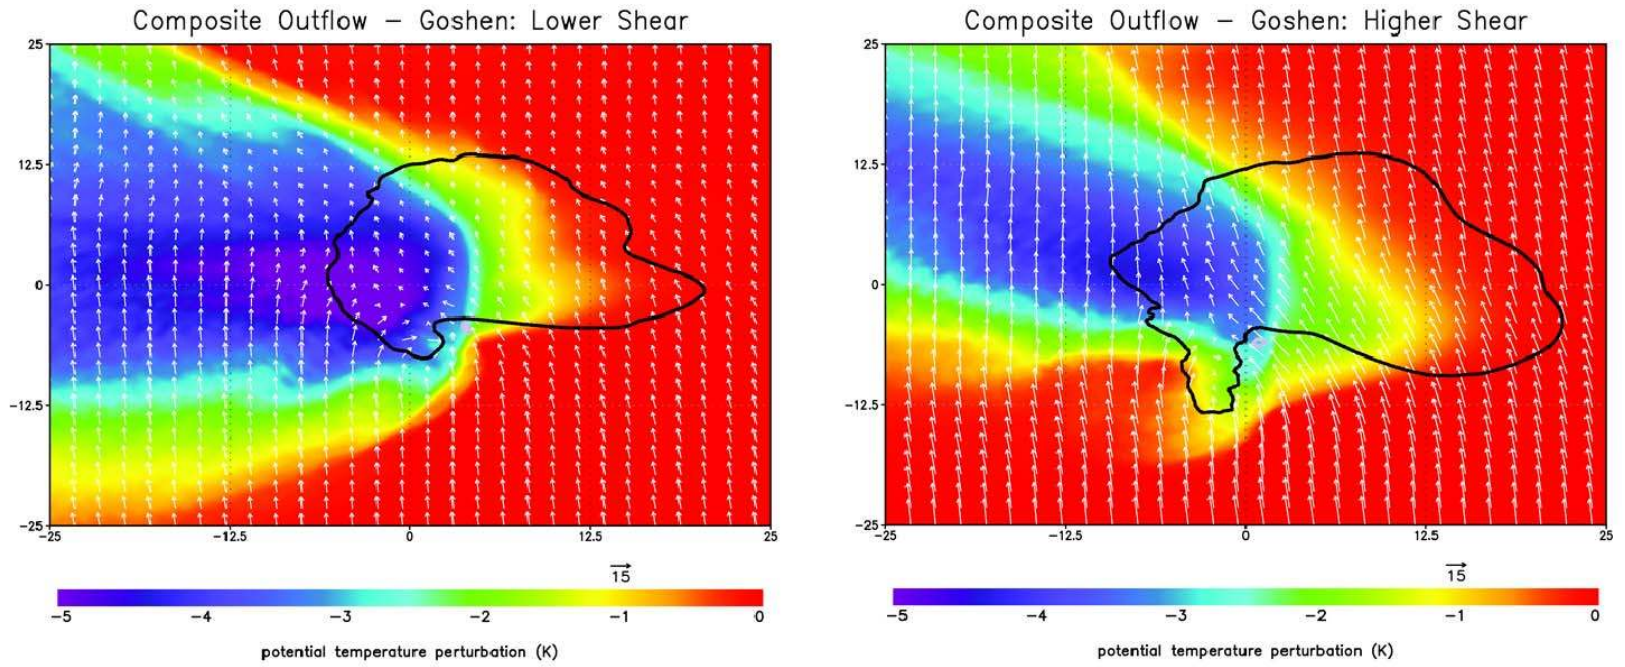 Composite Outflow – Goshen: Lower Shear
25
12.5
0
−12.5
−25
−25 −12.5 0 12.5 25
15
−5 −4 −3 −2 −1 0
potential temperature perturbation (K)
Composite Outflow – Goshen: Higher Shear
25
12.5
0
−12.5
−25
−25 −12.5 0 12.5 25
15
−5 −4 −3 −2 −1 0
potential temperature perturbation (K)